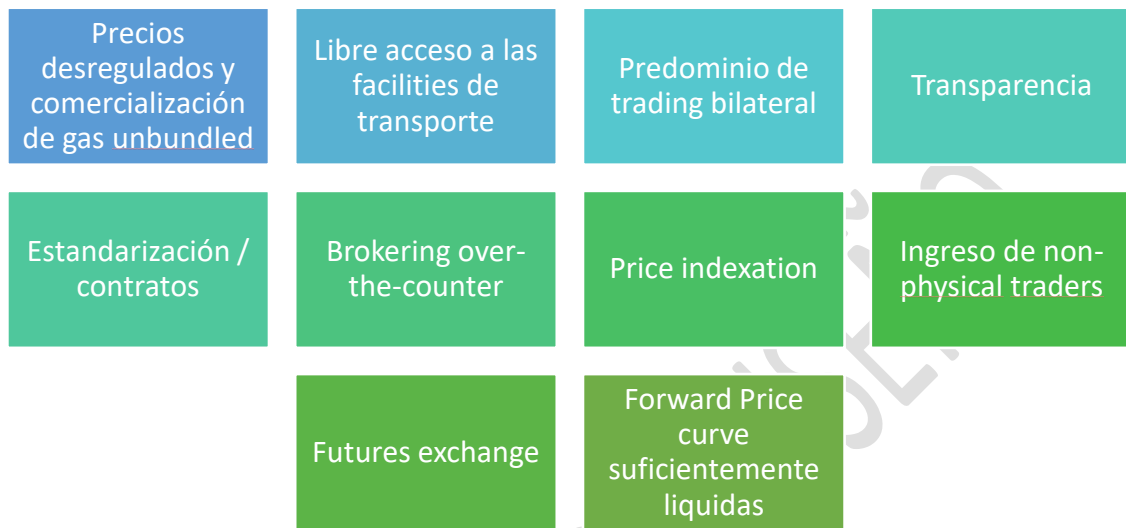 Precios
desregulados y
comercialización
de gas unbundled
Libre acceso a las
facilities de
transporte
Predominio de
trading bilateral
Transparencia
Estandarización /
contratos
Brokering over-
the-counter
Price indexation
Ingreso de non-
physical traders
Futures exchange
Forward Price
curve
suficientemente
liquidas